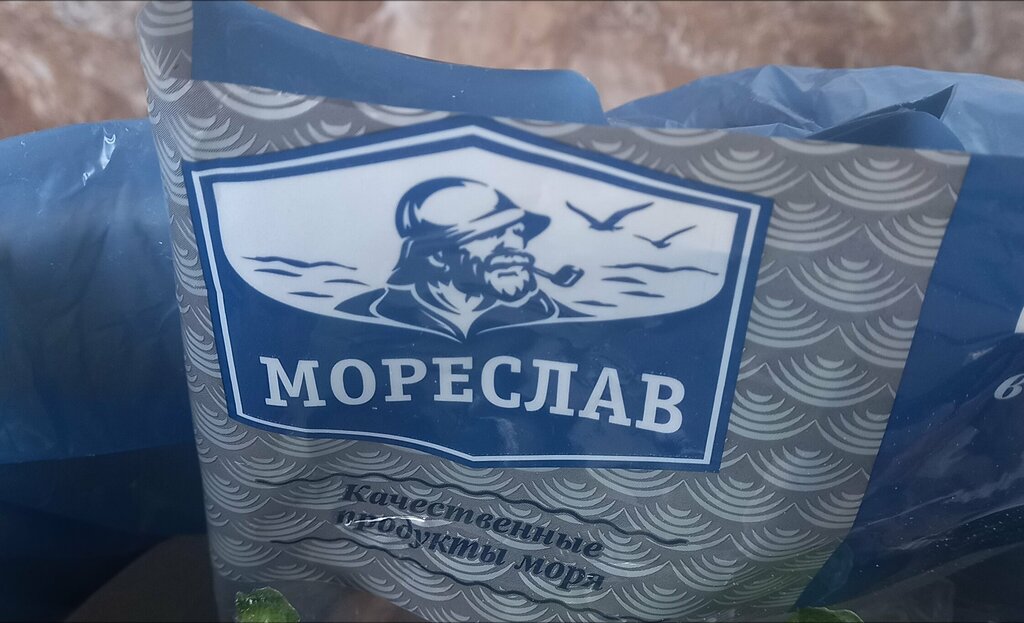 МОРЕСЛАВ
Качественные
продукты моря